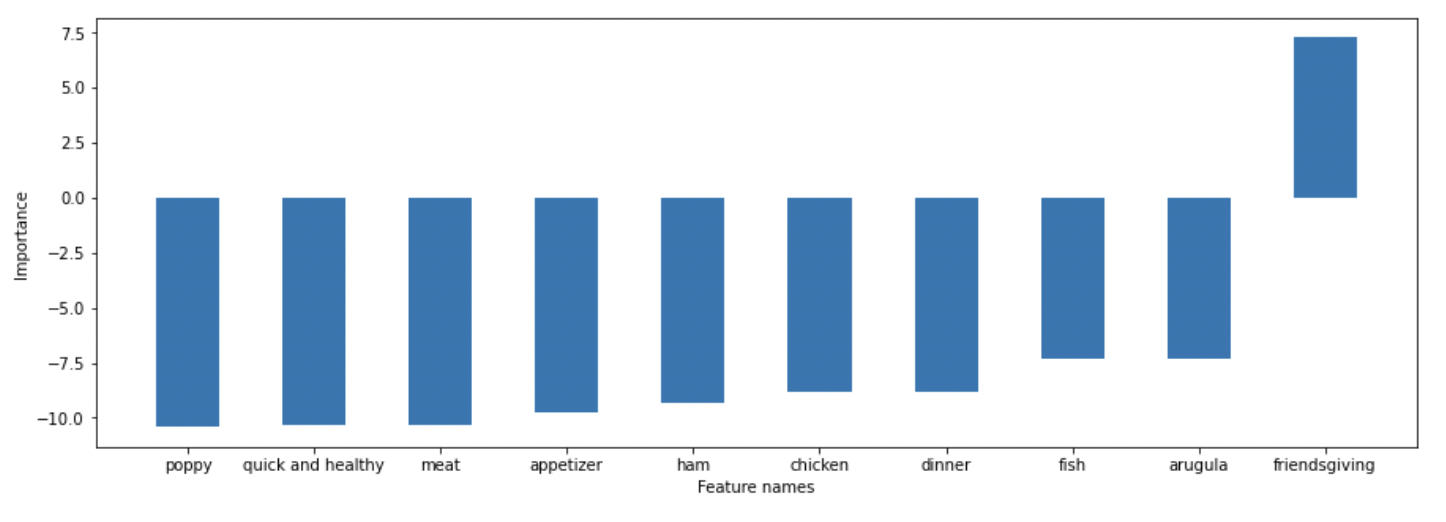 7.5
5.0
2.5
0.0
−2.5
−5.0
−7.5
−10.0
Importance
poppy quick and healthy meat appetizer ham chicken dinner fish arugula friendsgiving
Feature names